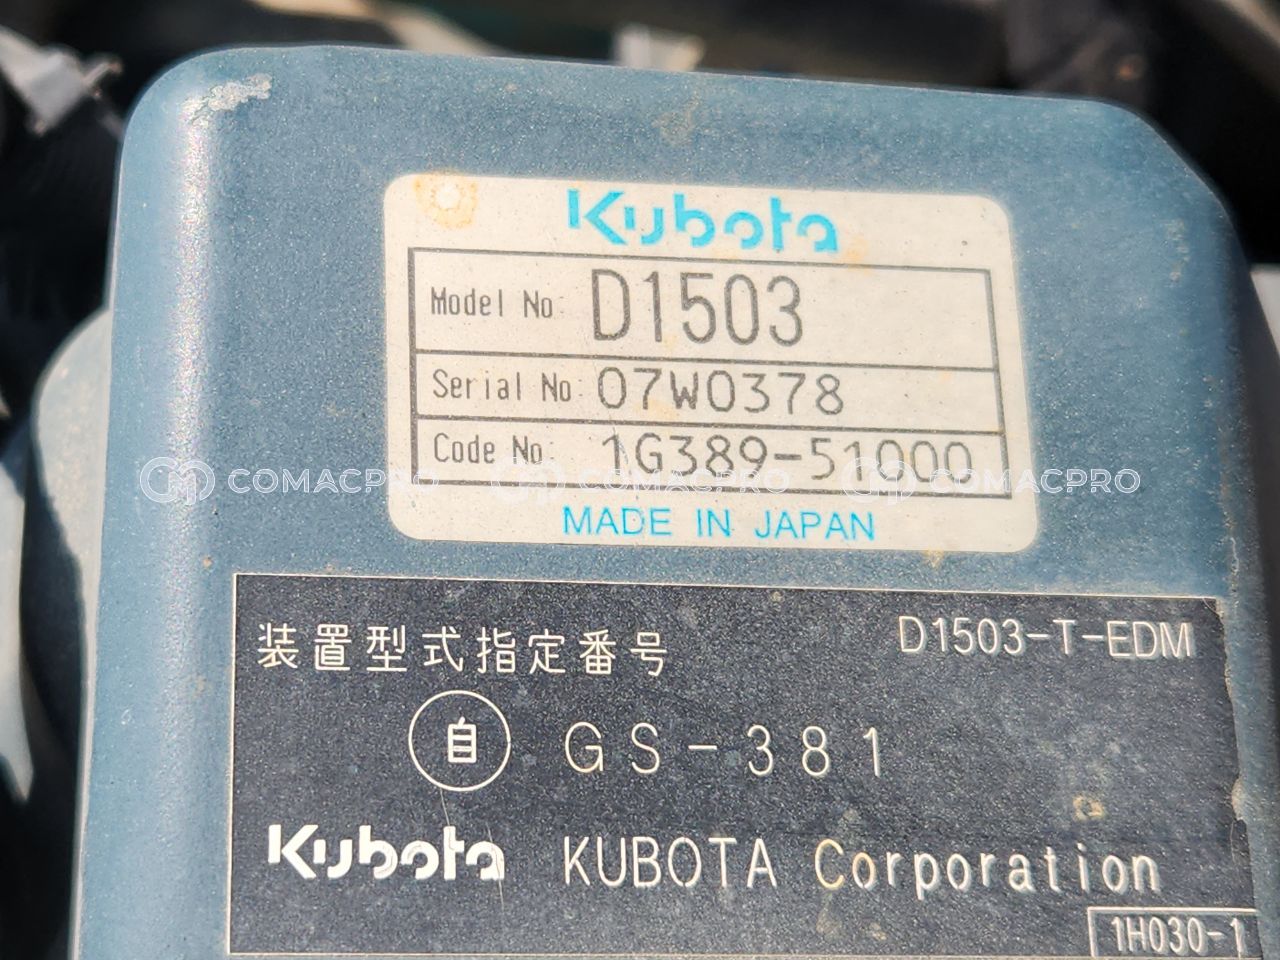 Kubota
Model No. D1503
Serial No. 07W0378
Code No. 1G389-51000
COMACPRO COMACPRO COMACPRO
MADE IN JAPAN
装置型式指定番号 D1503-T-EDM
自 GS-381
Kubota KUBOTA Corporation
1H030-1